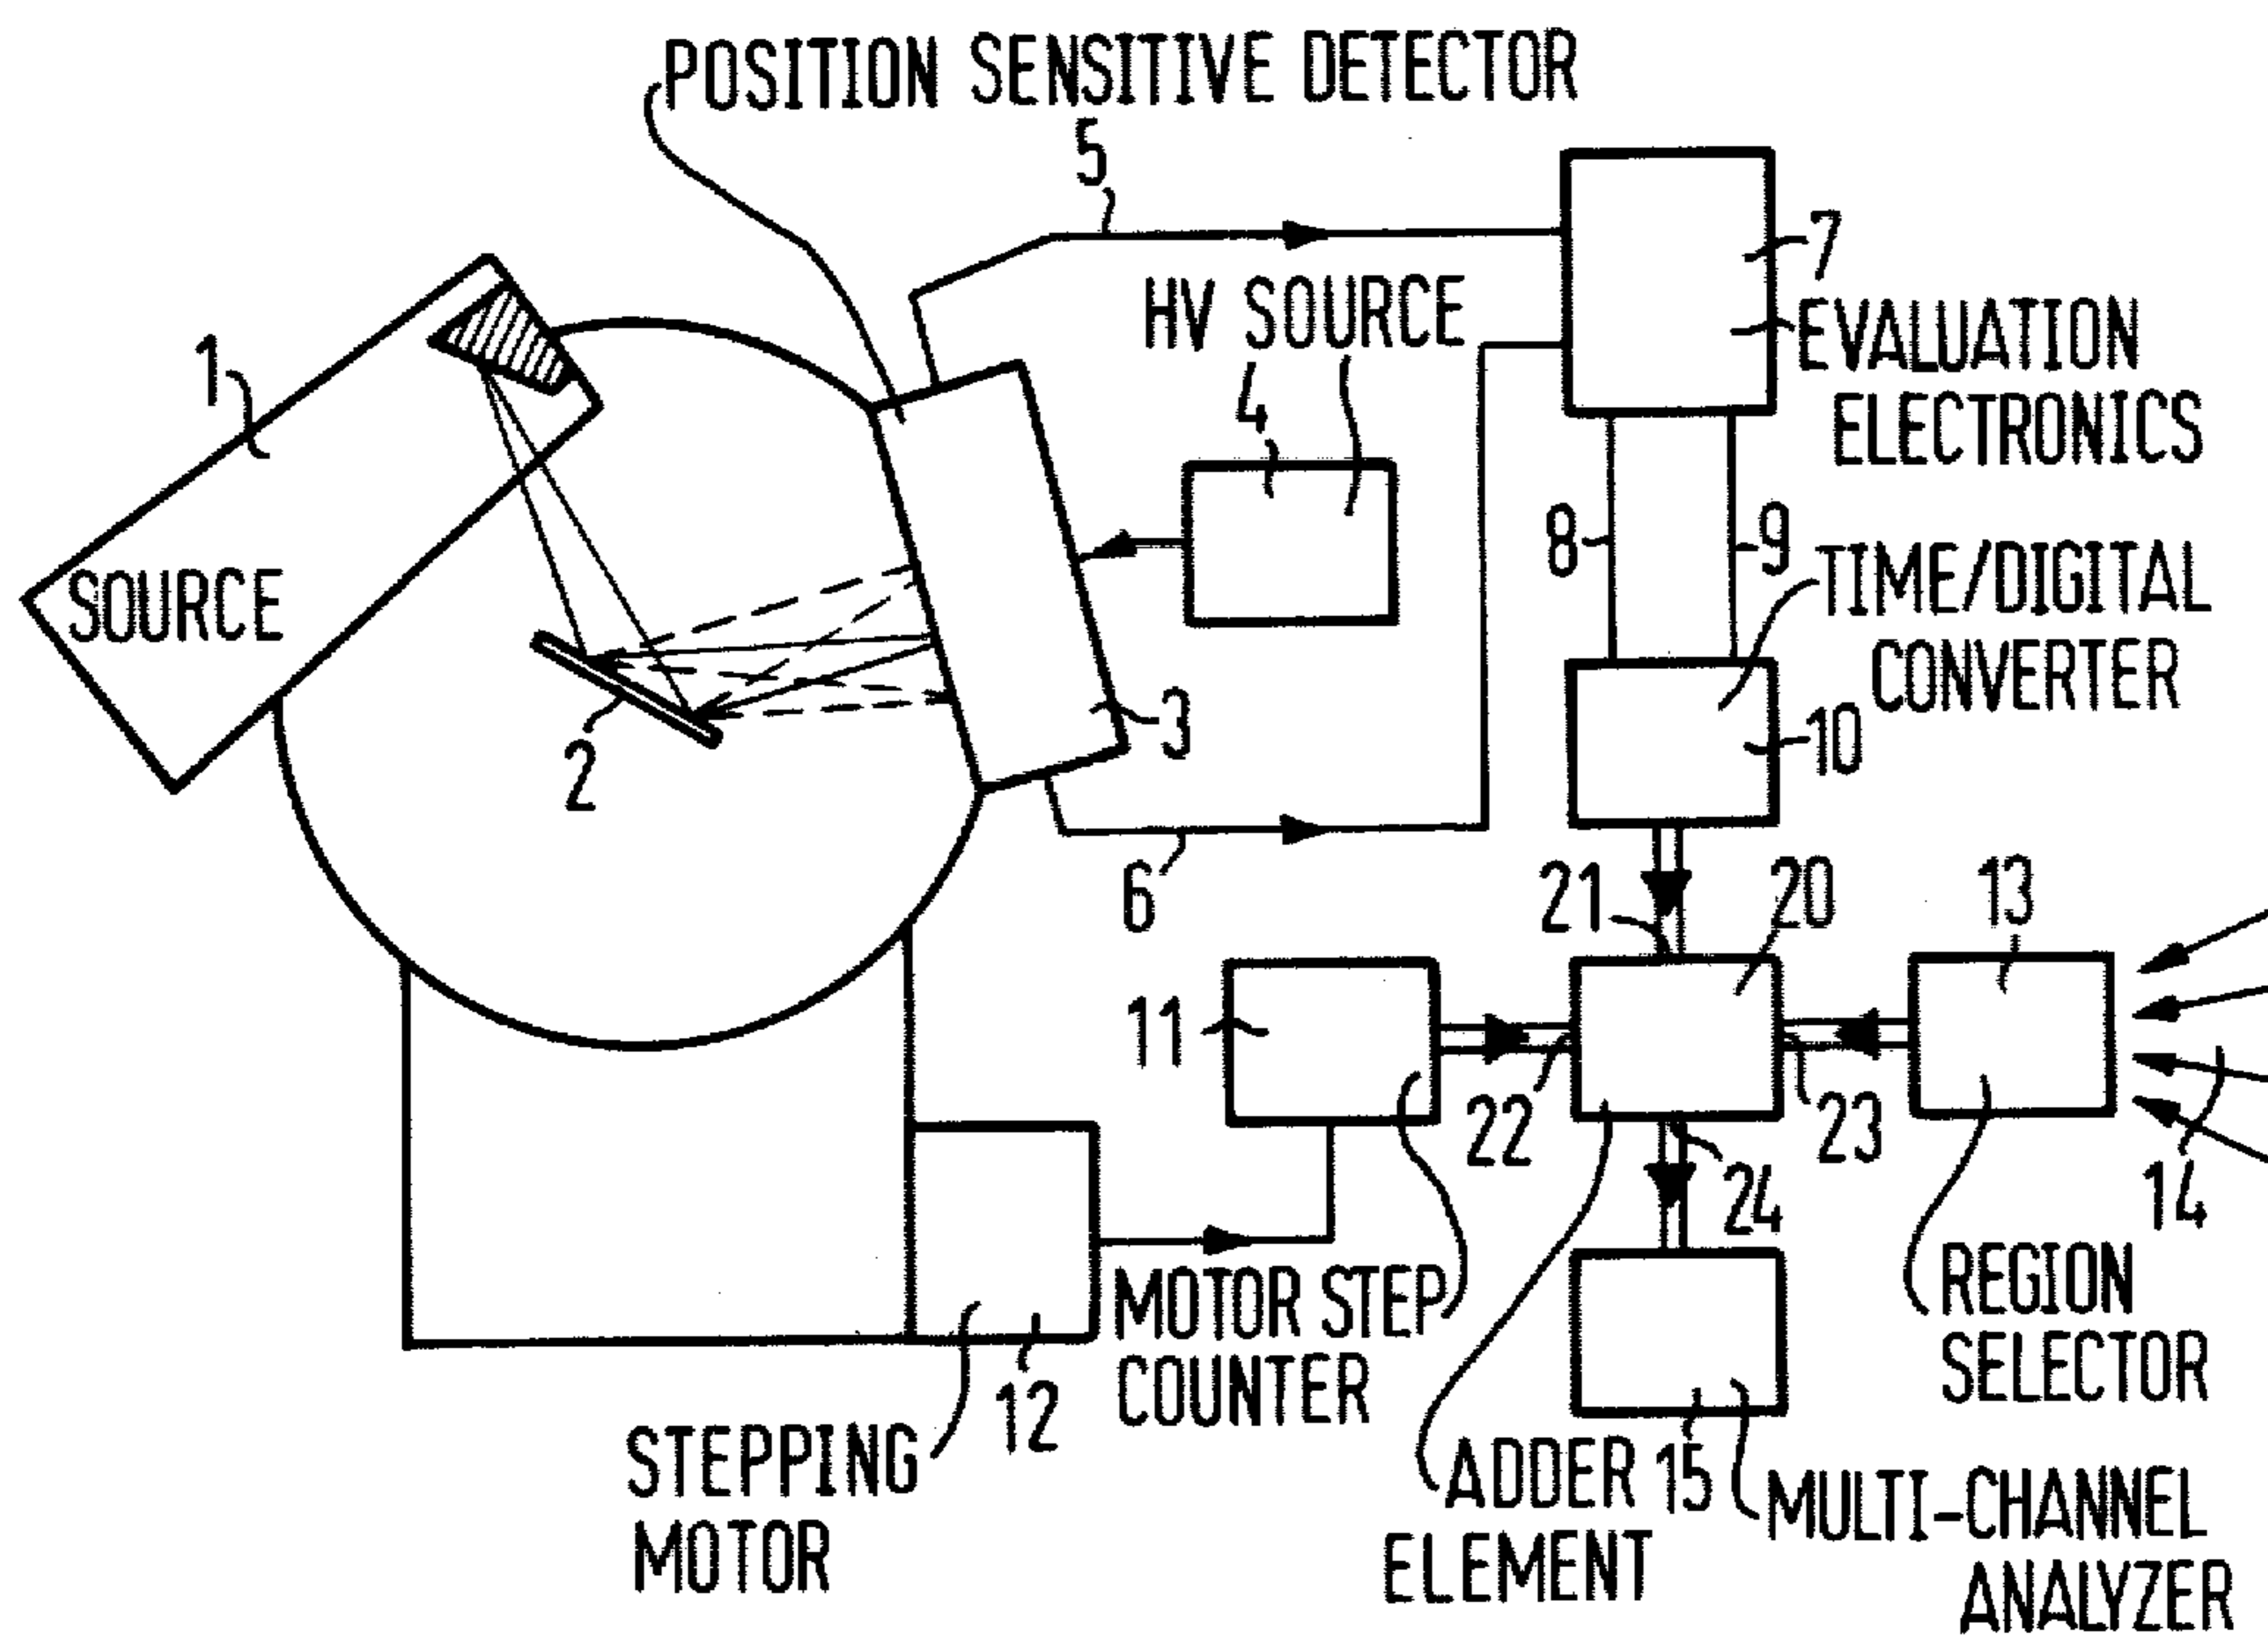 POSITION SENSITIVE DETECTOR
5
7
HV SOURCE
EVALUATION
ELECTRONICS
1
4
8
9
TIME/DIGITAL
CONVERTER
SOURCE
3
10
2
6
21
20
13
11
22
23
14
24
MOTOR STEP
COUNTER
REGION
SELECTOR
12
STEPPING
MOTOR
ADDER
ELEMENT
15
MULTI-CHANNEL
ANALYZER